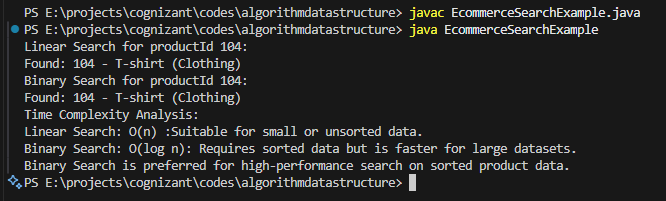 PS E:\projects\cognizant\codes\algorithmdatastructure> javac EcommerceSearchExample.java
PS E:\projects\cognizant\codes\algorithmdatastructure> java EcommerceSearchExample
Linear Search for productId 104:
Found: 104 - T-shirt (Clothing)
Binary Search for productId 104:
Found: 104 - T-shirt (Clothing)
Time Complexity Analysis:
Linear Search: O(n) :Suitable for small or unsorted data.
Binary Search: O(log n): Requires sorted data but is faster for large datasets.
Binary Search is preferred for high-performance search on sorted product data.
PS E:\projects\cognizant\codes\algorithmdatastructure>